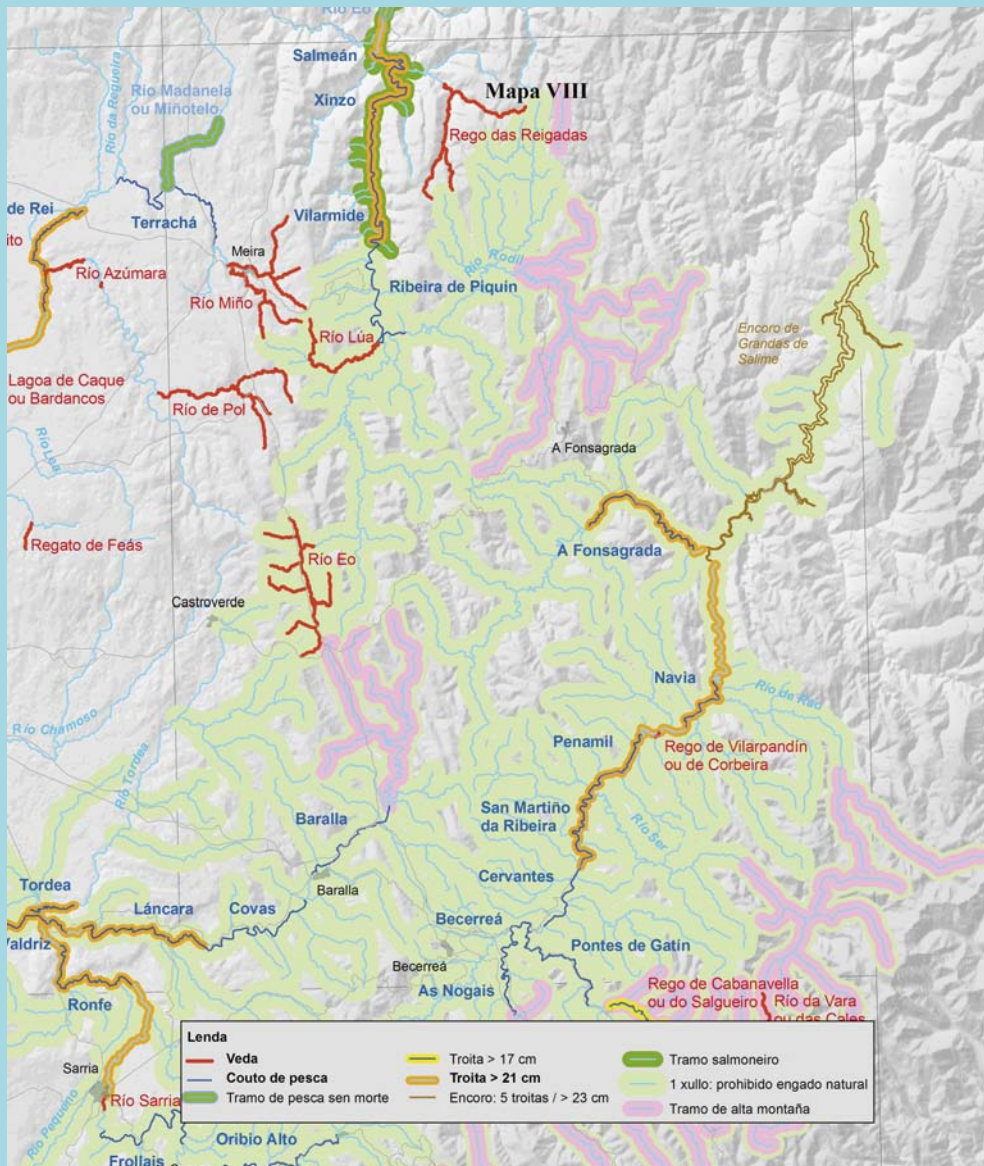 Río Eo
Salmeán
Mapa VIII
Río Madanela
ou Miñotelo
Xinzo
Río da Regueira
Rego das Reigadas
de Rei
Terrachá
Vilarmide
ito
Meira
Río Azúmara
Río Rodil
Ribeira de Piquín
Río Miño
Río Lúa
Encoro de
Grandas de
Salime
Lagoa de Caque
ou Bardancos
Río de Pol
Río Lúa
A Fonsagrada
Regato de Feás
A Fonsagrada
Río Eo
Castroverde
Navia
Río de Rao
Río Chamoso
Penamil
Rego de Vilarpandín
ou de Corbeira
Río Tordea
San Martiño
da Ribeira
Baralla
Río Ser
Cervantes
Tordea
Baralla
Láncara
Covas
Becerreá
Valdriz
Pontes de Gatín
Becerreá
As Nogais
Rego de Cabanavella
ou do Salgueiro
Río da Vara
ou das Cales
Ronfe
Lenda
Veda
Couto de pesca
Tramo de pesca sen morte
Troita > 17 cm
Troita > 21 cm
Encoro: 5 troitas / > 23 cm
Tramo salmoneiro
1 xullo: prohibido engado natural
Tramo de alta montaña
Sarria
Río Sarria
Río Pequeno
Oribio Alto
Frollais